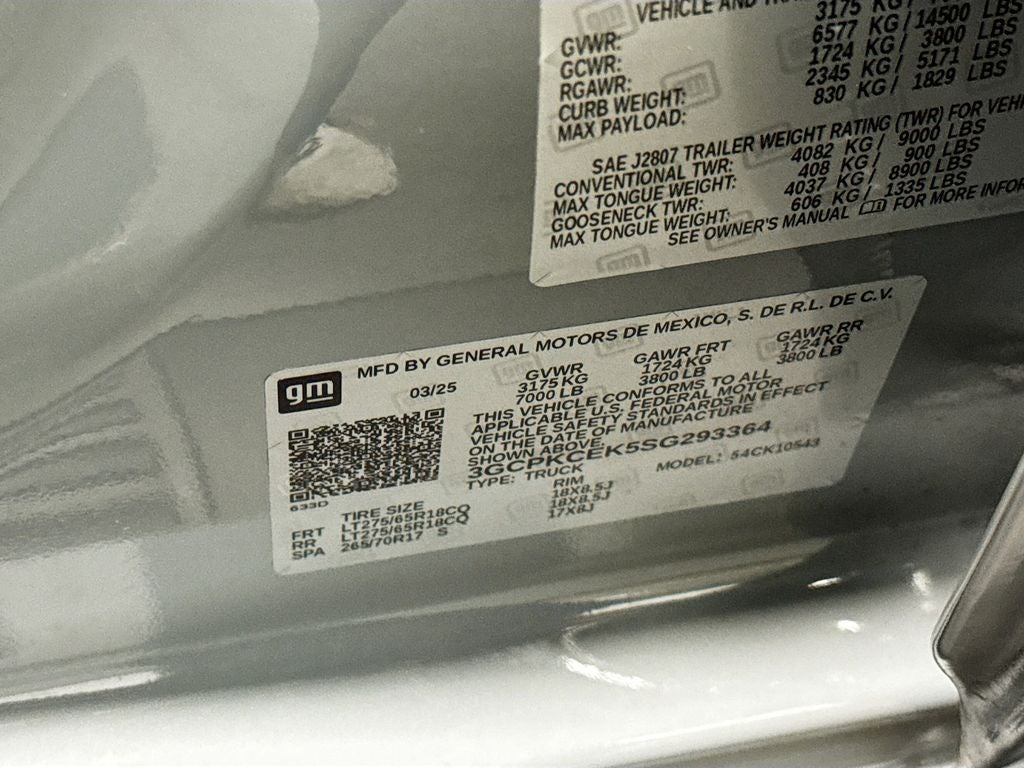 VEHICLE AND
GVWR: 3175 KG/
GCWR: 6577 KG/14500 LBS
RGAWR: 1724 KG/ 3800 LBS
CURB WEIGHT: 2345 KG/ 5171 LBS
MAX PAYLOAD: 830 KG/ 1829 LBS
SAE J2807 TRAILER WEIGHT RATING (TWR) FOR
CONVENTIONAL TWR: 4082 KG/ 9000 LBS
MAX TONGUE WEIGHT: 408 KG/ 900 LBS
GOOSENECK TWR: 4037 KG/ 8900 LBS
MAX TONGUE WEIGHT: 606 KG/ 1335 LBS
SEE OWNER'S MANUAL FOR MORE
gm
MFD BY GENERAL MOTORS DE MEXICO, S. DE R.L. DE C.V.
03/25 GVWR GAWR FRT GAWR RR
3175 KG 1724 KG 1724 KG
7000 LB 3800 LB 3800 LB
THIS VEHICLE CONFORMS TO ALL
APPLICABLE U.S. FEDERAL MOTOR
VEHICLE SAFETY STANDARDS IN EFFECT
ON THE DATE OF MANUFACTURE
SHOWN ABOVE.
3GCPKCEK5SG293364
TYPE: TRUCK MODEL: 54CK10543
633D
TIRE SIZE RIM
FRT LT275/65R18CQ 18X8.5J
RR LT275/65R18CQ 18X8.5J
SPA 265/70R17 S 17X8J